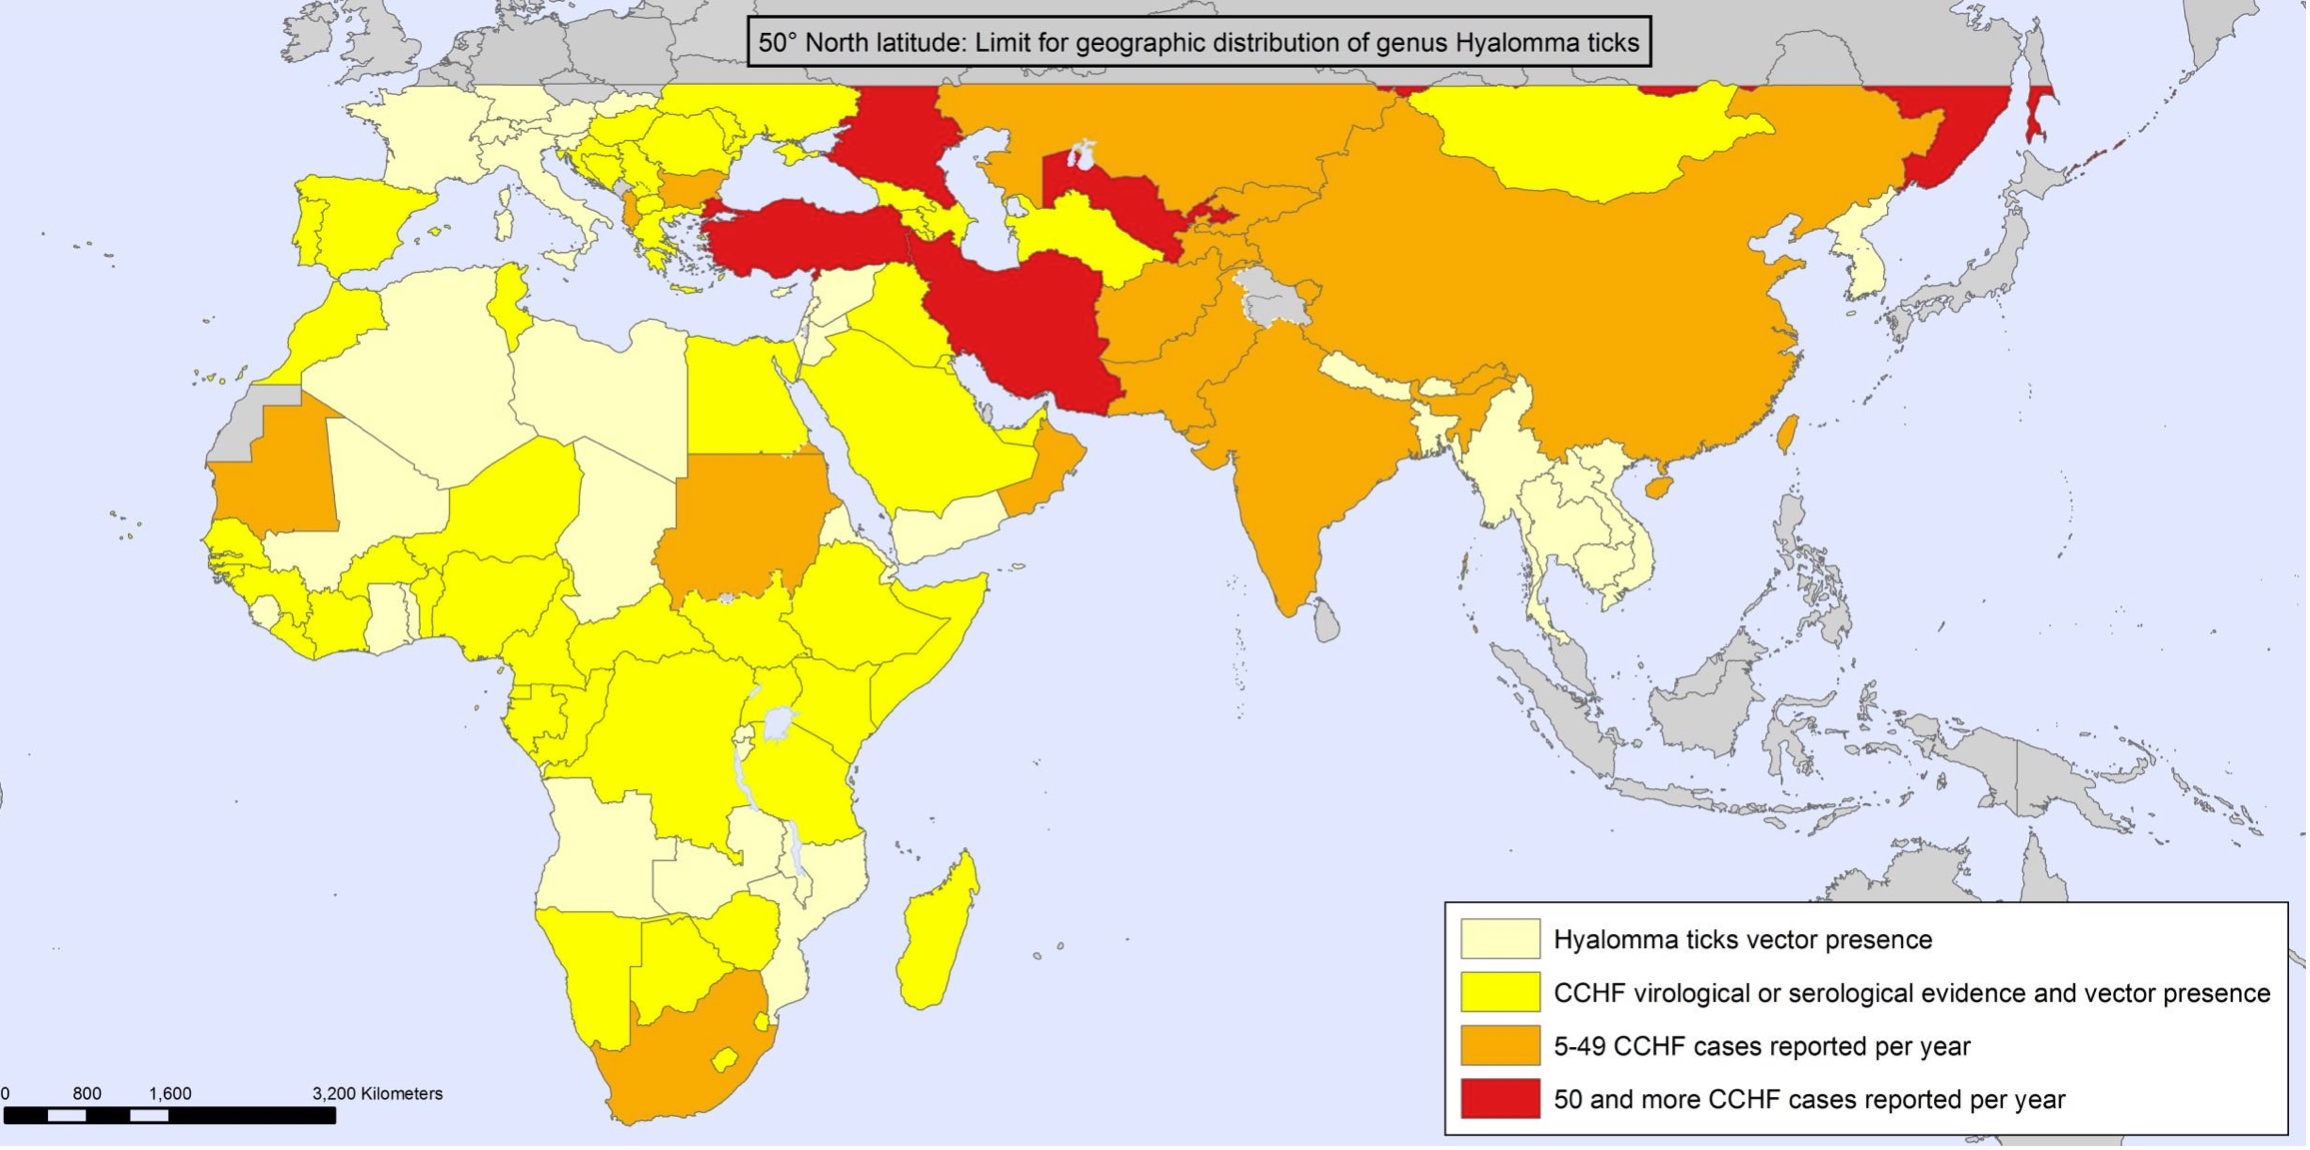 50° North latitude: Limit for geographic distribution of genus Hyalomma ticks
Hyalomma ticks vector presence
CCHF virological or serological evidence and vector presence
5-49 CCHF cases reported per year
50 and more CCHF cases reported per year
0 800 1,600 3,200 Kilometers